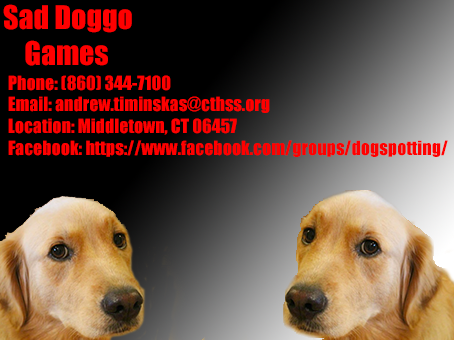 Sad Doggo
Games
Phone: (860) 344-7100
Email: andrew.timinskas@cthss.org
Location: Middletown, CT 06457
Facebook: https://www.facebook.com/groups/dogspotting/